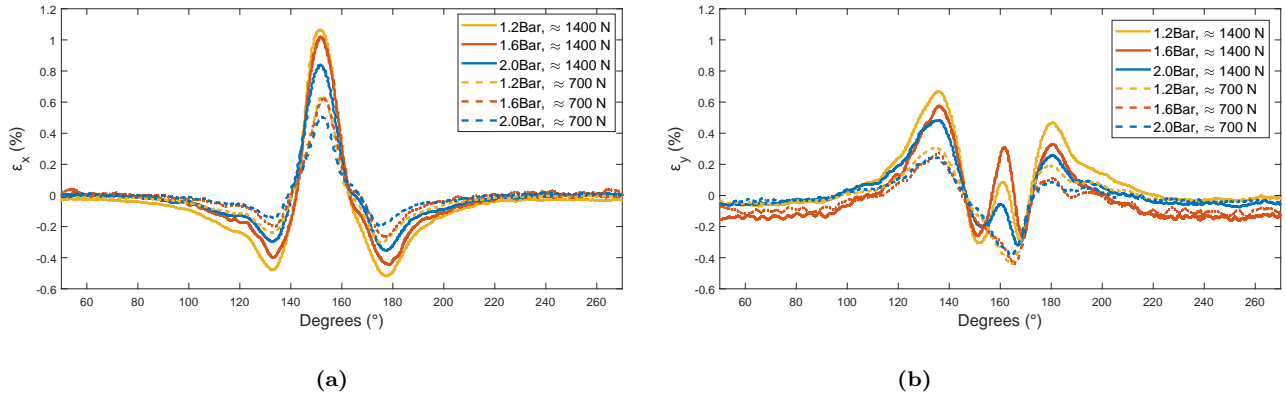 1.2
1
0.8
0.6
0.4
0.2
0
-0.2
-0.4
-0.6
εx (%)
60 80 100 120 140 160 180 200 220 240 260
Degrees (°)
1.2Bar, ≈ 1400 N
1.6Bar, ≈ 1400 N
2.0Bar, ≈ 1400 N
1.2Bar, ≈ 700 N
1.6Bar, ≈ 700 N
2.0Bar, ≈ 700 N
(a)
1.2
1
0.8
0.6
0.4
0.2
0
-0.2
-0.4
-0.6
εy (%)
60 80 100 120 140 160 180 200 220 240 260
Degrees (°)
1.2Bar, ≈ 1400 N
1.6Bar, ≈ 1400 N
2.0Bar, ≈ 1400 N
1.2Bar, ≈ 700 N
1.6Bar, ≈ 700 N
2.0Bar, ≈ 700 N
(b)